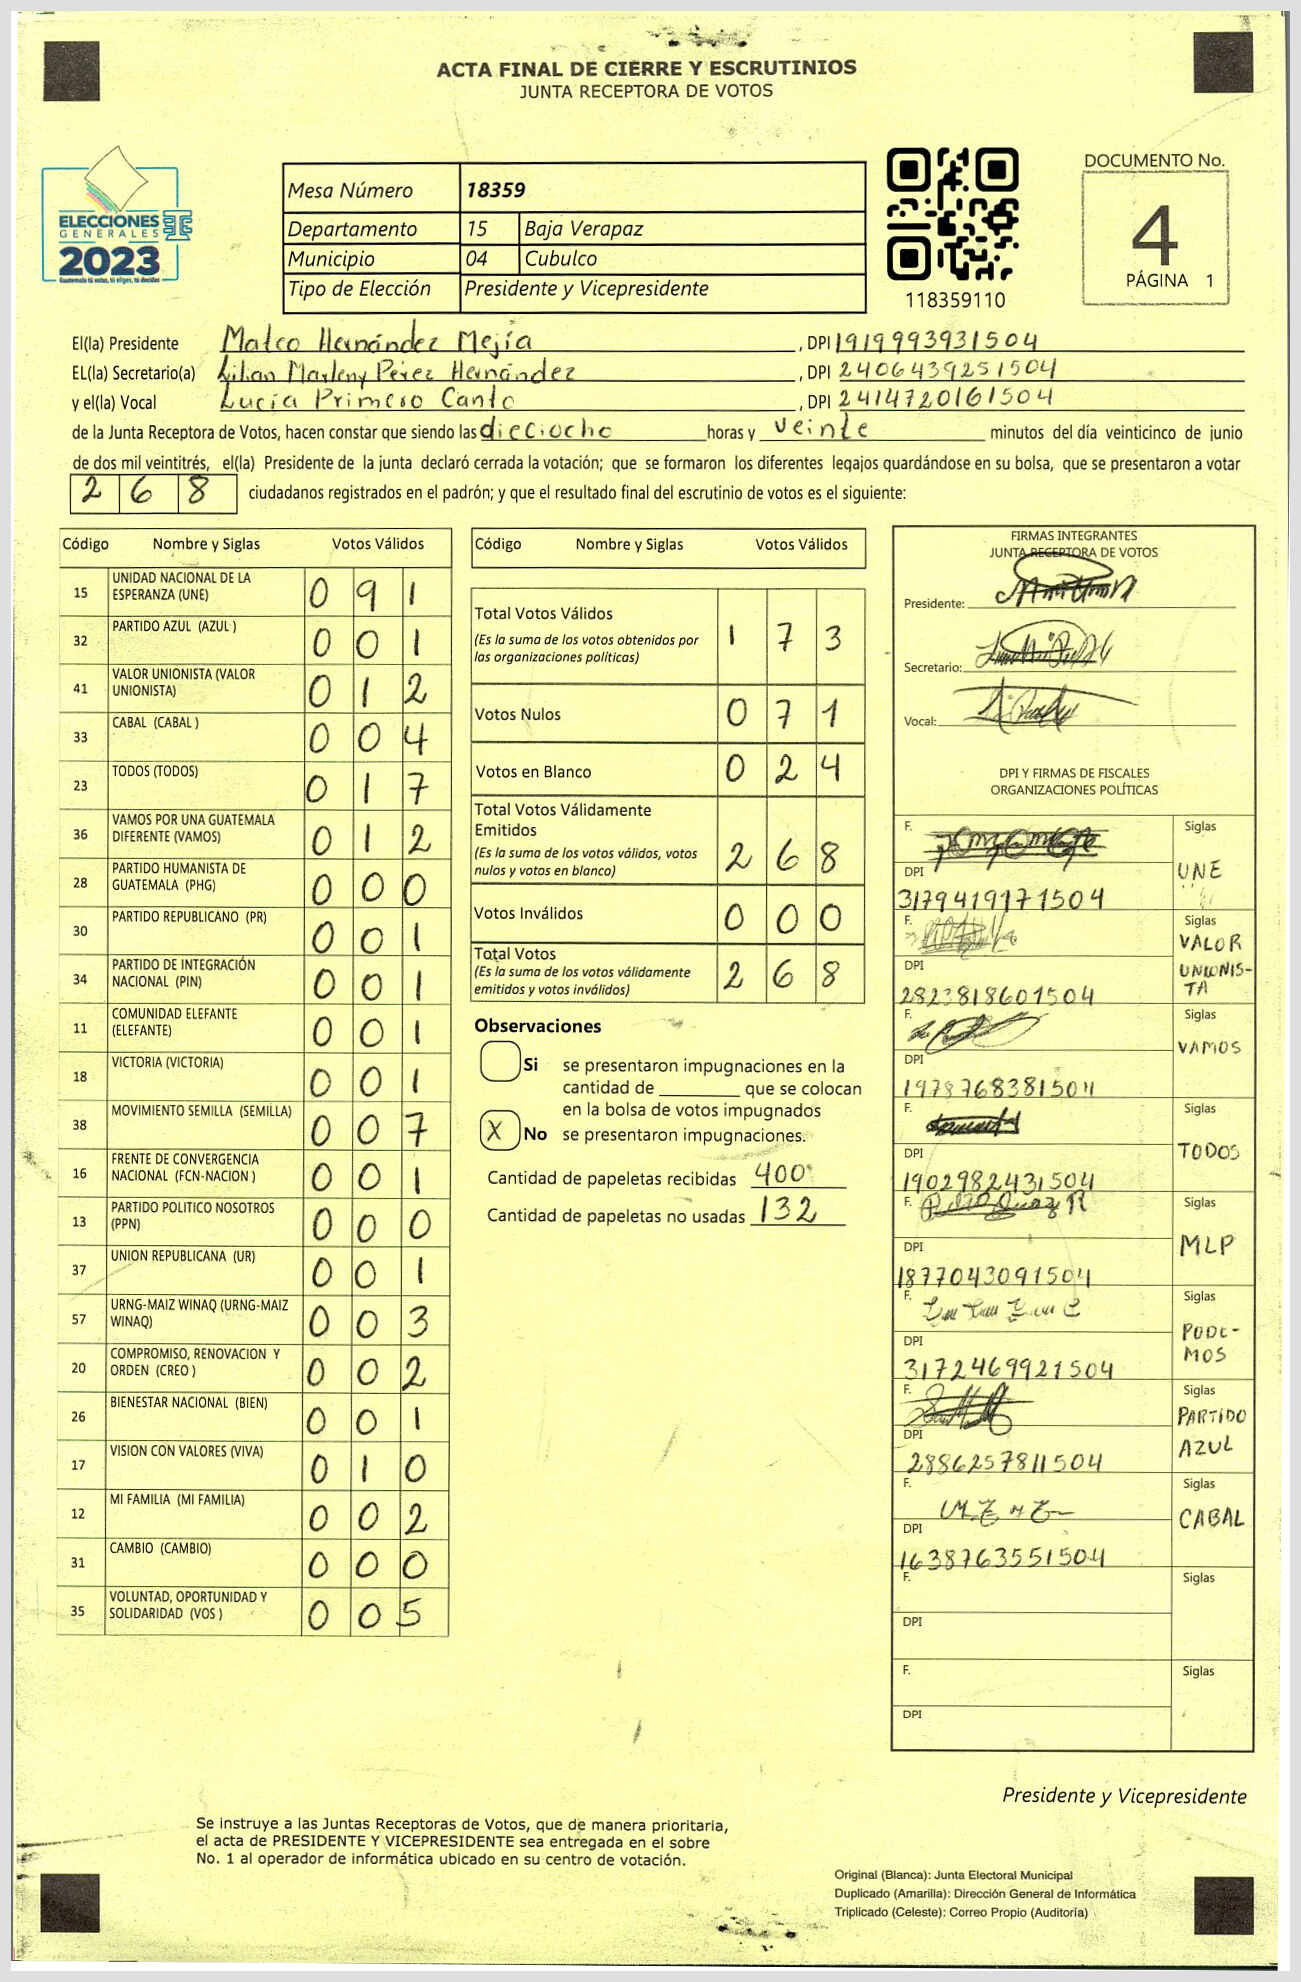 ACTA FINAL DE CIERRE Y ESCRUTINIOS
JUNTA RECEPTORA DE VOTOS
ELECCIONES
GENERALES
2023
Guatemala tú votas, tú eliges, tú decides
Mesa Número 18359
Departamento 15 Baja Verapaz
Municipio 04 Cubulco
Tipo de Elección Presidente y Vicepresidente
118359110
DOCUMENTO No.
4
PÁGINA 1
El(la) Presidente Mateo Hernández Mejía, DPI 1919993931504
EL(la) Secretario(a) Lilian Marleny Pérez Hernández, DPI 2406439251504
y el(la) Vocal Lucía Primero Canto, DPI 2414720161504
de la Junta Receptora de Votos, hacen constar que siendo las dieciocho horas y veinte minutos del día veinticinco de junio
de dos mil veintitrés, el(la) Presidente de la junta declaró cerrada la votación; que se formaron los diferentes legajos guardándose en su bolsa, que se presentaron a votar
268 ciudadanos registrados en el padrón; y que el resultado final del escrutinio de votos es el siguiente:
Código Nombre y Siglas Votos Válidos
15 UNIDAD NACIONAL DE LA ESPERANZA (UNE) 0 9 1
32 PARTIDO AZUL (AZUL ) 0 0 1
41 VALOR UNIONISTA (VALOR UNIONISTA) 0 1 2
33 CABAL (CABAL ) 0 0 4
23 TODOS (TODOS) 0 1 7
36 VAMOS POR UNA GUATEMALA DIFERENTE (VAMOS) 0 1 2
28 PARTIDO HUMANISTA DE GUATEMALA (PHG) 0 0 0
30 PARTIDO REPUBLICANO (PR) 0 0 1
34 PARTIDO DE INTEGRACIÓN NACIONAL (PIN) 0 0 1
11 COMUNIDAD ELEFANTE (ELEFANTE) 0 0 1
18 VICTORIA (VICTORIA) 0 0 1
38 MOVIMIENTO SEMILLA (SEMILLA) 0 0 7
16 FRENTE DE CONVERGENCIA NACIONAL (FCN-NACION ) 0 0 1
13 PARTIDO POLITICO NOSOTROS (PPN) 0 0 0
37 UNION REPUBLICANA (UR) 0 0 1
57 URNG-MAIZ WINAQ (URNG-MAIZ WINAQ) 0 0 3
20 COMPROMISO, RENOVACION Y ORDEN (CREO ) 0 0 2
26 BIENESTAR NACIONAL (BIEN) 0 0 1
17 VISION CON VALORES (VIVA) 0 1 0
12 MI FAMILIA (MI FAMILIA) 0 0 2
31 CAMBIO (CAMBIO) 0 0 0
35 VOLUNTAD, OPORTUNIDAD Y SOLIDARIDAD (VOS ) 0 0 5
Código Nombre y Siglas Votos Válidos
Total Votos Válidos 1 7 3
(Es la suma de los votos obtenidos por
las organizaciones políticas)
Votos Nulos 0 7 1
Votos en Blanco 0 2 4
Total Votos Válidamente
Emitidos 2 6 8
(Es la suma de los votos válidos, votos
nulos y votos en blanco)
Votos Inválidos 0 0 0
Total Votos 2 6 8
(Es la suma de los votos válidamente
emitidos y votos inválidos)
Observaciones
Si se presentaron impugnaciones en la
cantidad de ________ que se colocan
en la bolsa de votos impugnados
X No se presentaron impugnaciones.
Cantidad de papeletas recibidas 400
Cantidad de papeletas no usadas 132
FIRMAS INTEGRANTES
JUNTA RECEPTORA DE VOTOS
Presidente:
Secretario:
Vocal:
DPI Y FIRMAS DE FISCALES
ORGANIZACIONES POLÍTICAS
F. Siglas
DPI UNE
3179419171504
F. Siglas
DPI VALOR UNIONIS-
TA
2823818601504
F. Siglas
DPI VAMOS
1978768381504
F. Siglas
DPI TODOS
1902982431504
F. Siglas
DPI MLP
1877043091504
F. Siglas
DPI PODE-
MOS
3172469921504
F. Siglas
DPI PARTIDO
AZUL
2886257811504
F. Siglas
DPI CABAL
1638763551504
F. Siglas
DPI
F. Siglas
DPI
Presidente y Vicepresidente
Se instruye a las Juntas Receptoras de Votos, que de manera prioritaria,
el acta de PRESIDENTE Y VICEPRESIDENTE sea entregada en el sobre
No. 1 al operador de informática ubicado en su centro de votación.
Original (Blanca): Junta Electoral Municipal
Duplicado (Amarilla): Dirección General de Informática
Triplicado (Celeste): Correo Propio (Auditoría)